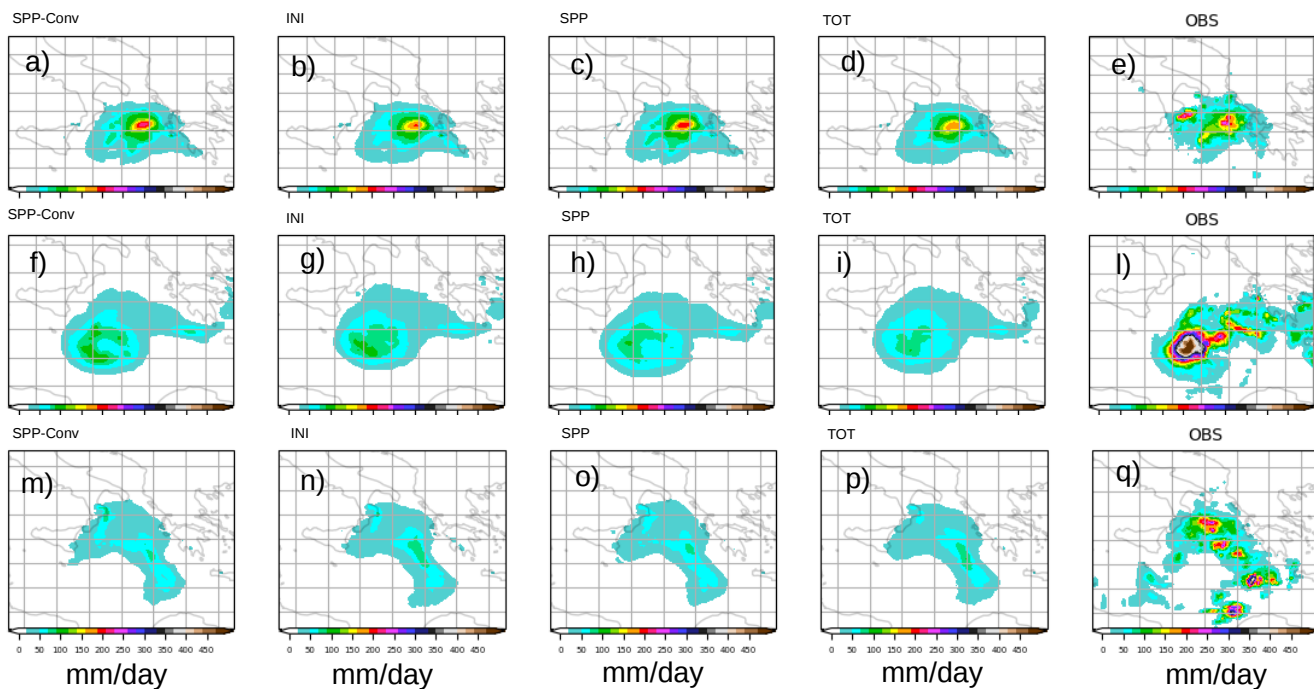 SPP-Conv INI SPP TOT OBS
a) b) c) d) e)
SPP-Conv INI SPP TOT OBS
f) g) h) i) l)
SPP-Conv INI SPP TOT OBS
m) n) o) p) q)
0 50 100 150 200 250 300 350 400 450 0 50 100 150 200 250 300 350 400 450 0 50 100 150 200 250 300 350 400 450 0 50 100 150 200 250 300 350 400 450 0 50 100 150 200 250 300 350 400 450
mm/day mm/day mm/day mm/day mm/day